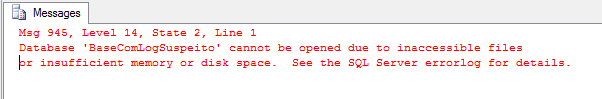 Messages
Msg 945, Level 14, State 2, Line 1
Database 'BaseComLogSuspeito' cannot be opened due to inaccessible files
or insufficient memory or disk space.  See the SQL Server errorlog for details.